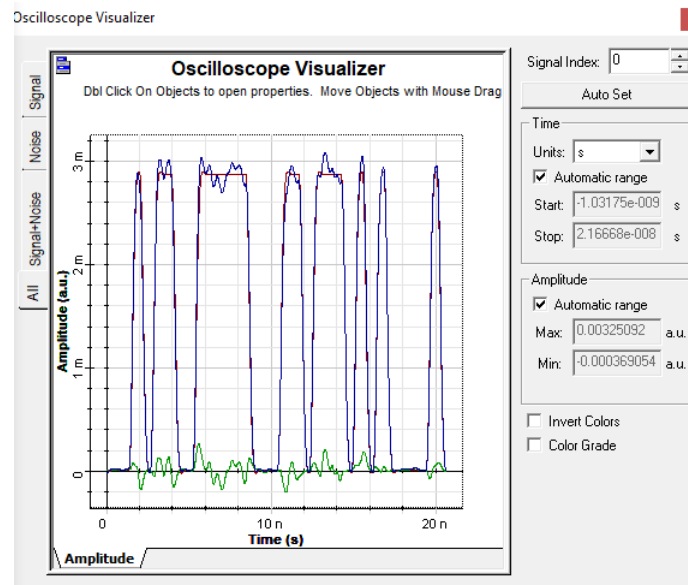 Oscilloscope Visualizer
Oscilloscope Visualizer
Dbl Click On Objects to open properties. Move Objects with Mouse Drag
Signal
Noise
Signal+Noise
All
Amplitude (a.u.)
3 m
2 m
1 m
0
0
10 n
20 n
Time (s)
Amplitude
Signal Index: 0
Auto Set
Time
Units: s
Automatic range
Start: -1.03175e-009 s
Stop: 2.16668e-008 s
Amplitude
Automatic range
Max: 0.00325092 a.u.
Min: -0.000369054 a.u.
Invert Colors
Color Grade